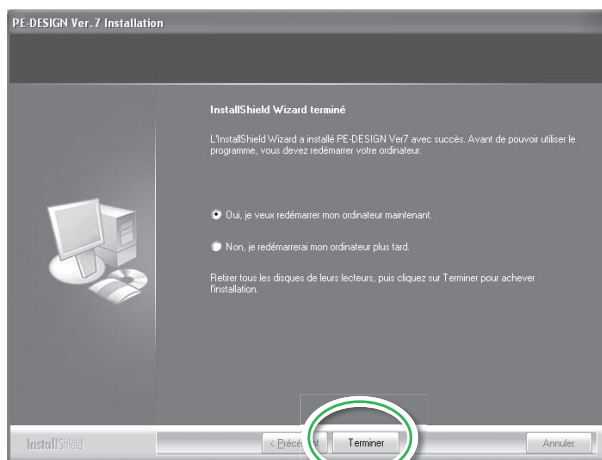 PE-DESIGN Ver. 7 Installation
InstallShield Wizard terminé
L'InstallShield Wizard a installé PE-DESIGN Ver7 avec succès. Avant de pouvoir utiliser le
programme, vous devez redémarrer votre ordinateur.
Oui, je veux redémarrer mon ordinateur maintenant.
Non, je redémarrerai mon ordinateur plus tard.
Retirer tous les disques de leurs lecteurs, puis cliquez sur Terminer pour achever
l'installation.
InstallShield
< Précédent Terminer Annuler